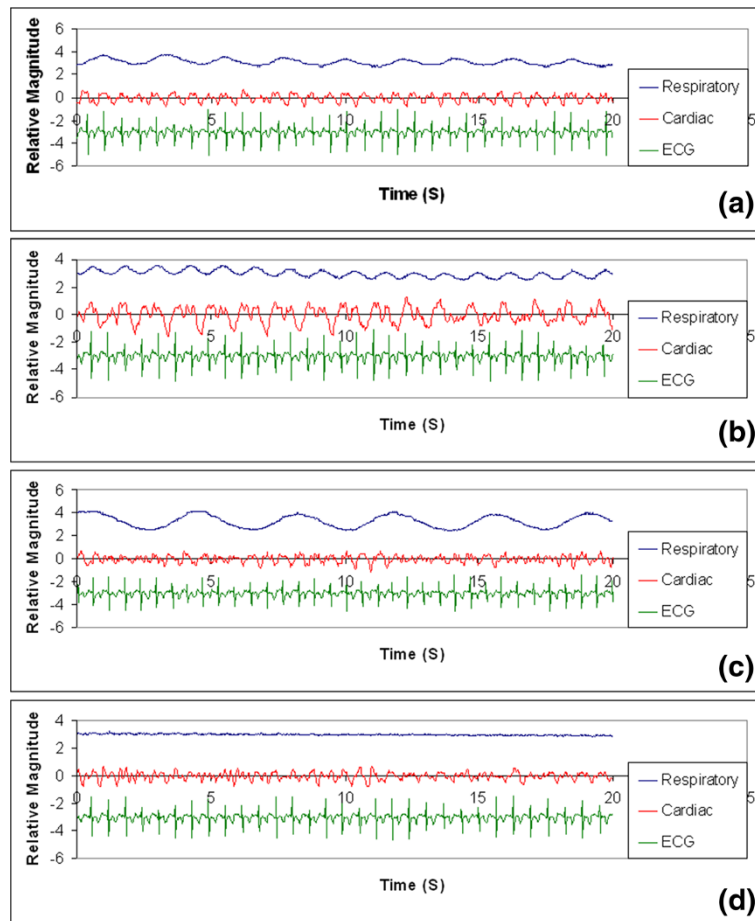 6
4
2
0
-2
-4
-6
Relative Magnitude
0 5 10 15 20 5
Time (S)
Respiratory
Cardiac
ECG
(a)
4
2
0
-2
-4
-6
Relative Magnitude
0 5 10 15 20 5
Time (S)
Respiratory
Cardiac
ECG
(b)
6
4
2
0
-2
-4
-6
Relative Magnitude
0 5 10 15 20 5
Time (S)
Respiratory
Cardiac
ECG
(c)
4
2
0
-2
-4
-6
Relative Magnitude
0 5 10 15 20 5
Time (S)
Respiratory
Cardiac
ECG
(d)